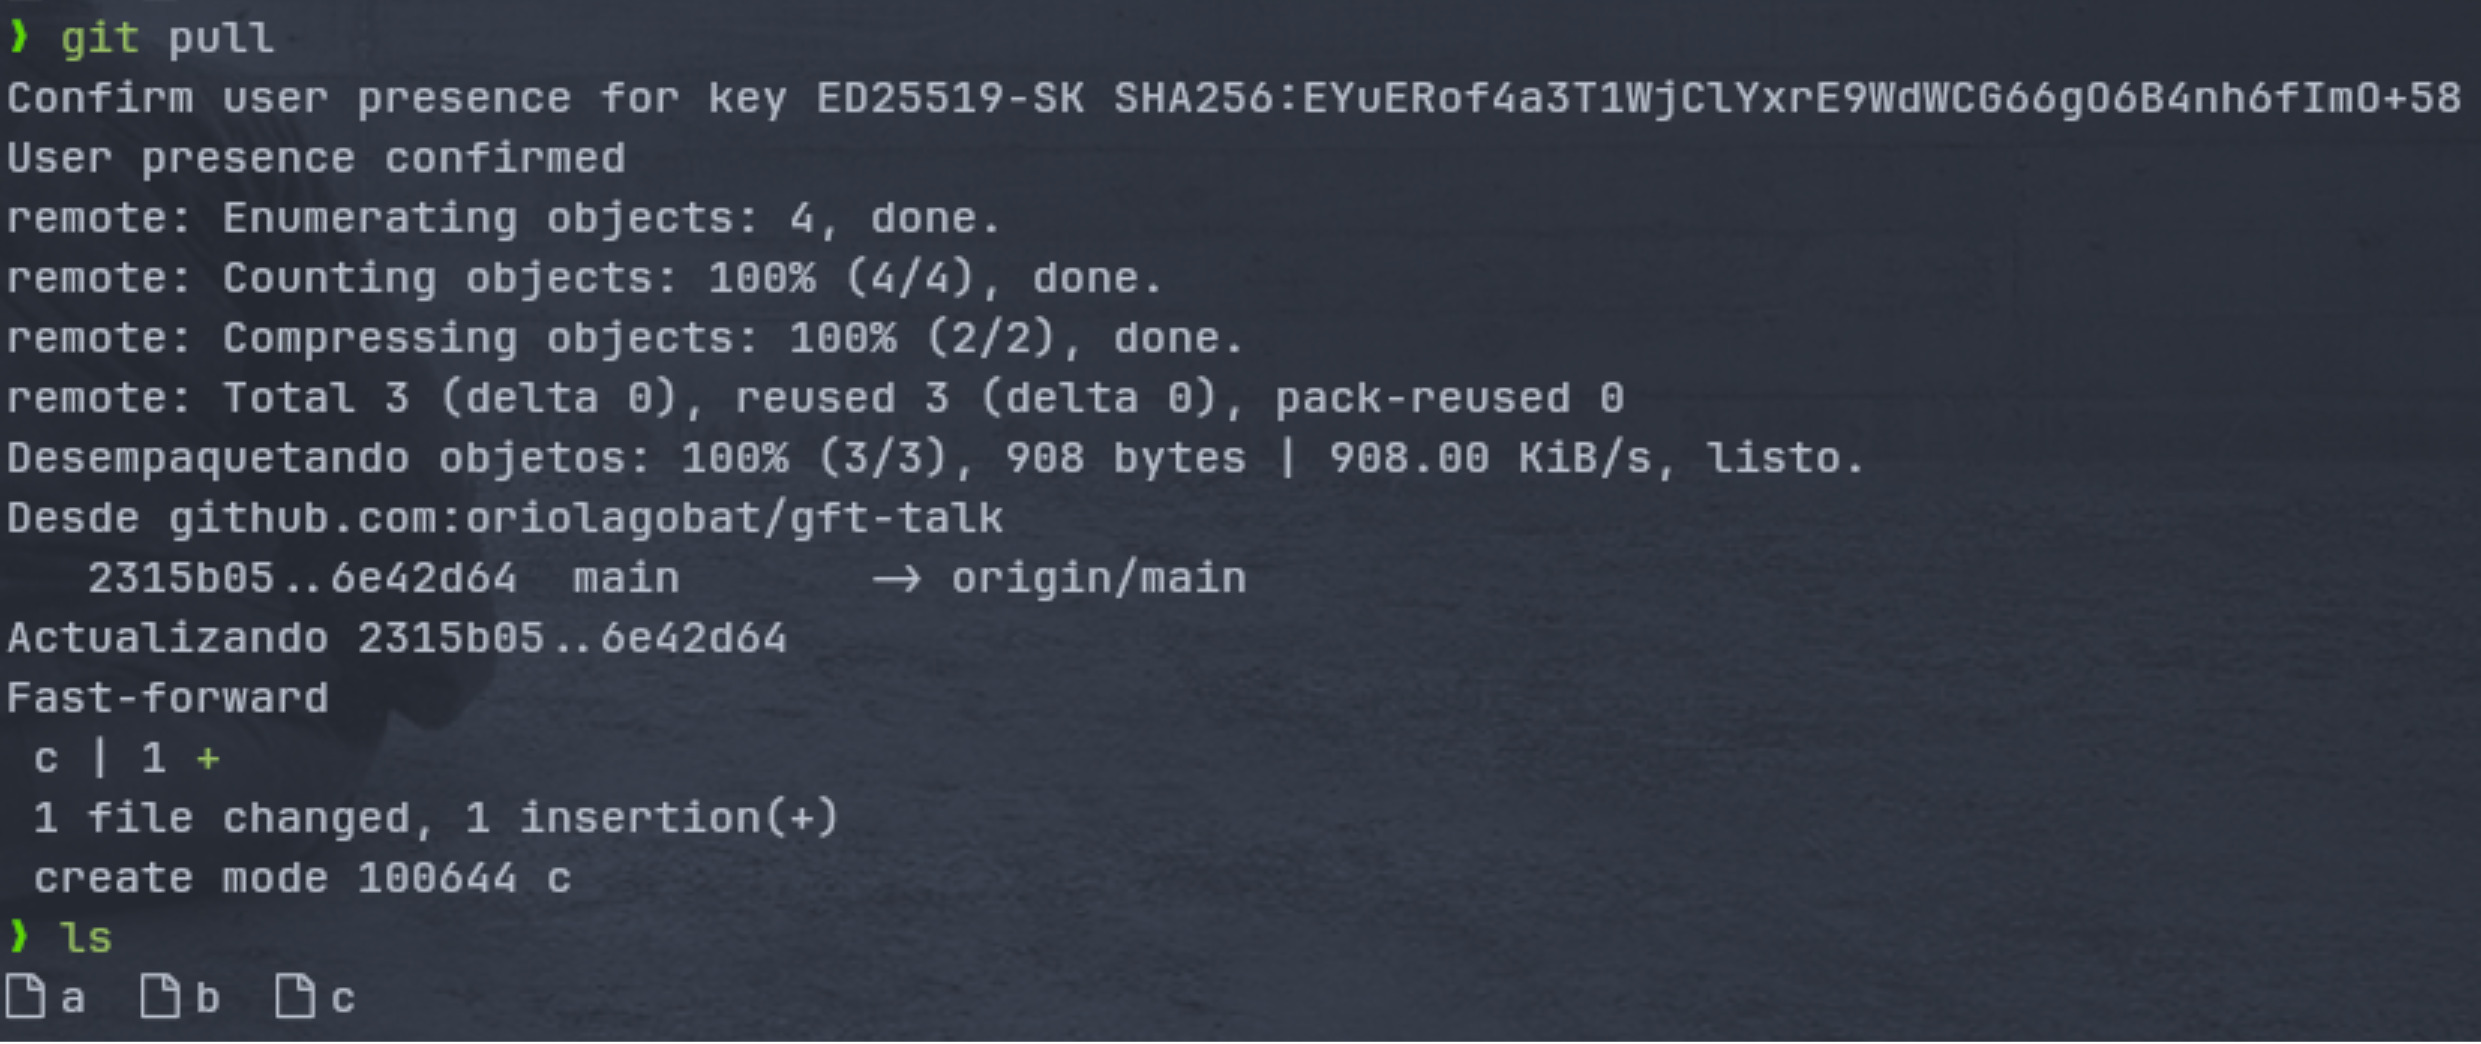 ❯ git pull
Confirm user presence for key ED25519-SK SHA256:EYuERof4a3T1WjClYxrE9WdWCG66gO6B4nh6fImO+58
User presence confirmed
remote: Enumerating objects: 4, done.
remote: Counting objects: 100% (4/4), done.
remote: Compressing objects: 100% (2/2), done.
remote: Total 3 (delta 0), reused 3 (delta 0), pack-reused 0
Desempaquetando objetos: 100% (3/3), 908 bytes | 908.00 KiB/s, listo.
Desde github.com:oriolagobat/gft-talk
   2315b05..6e42d64  main       -> origin/main
Actualizando 2315b05..6e42d64
Fast-forward
 c | 1 +
 1 file changed, 1 insertion(+)
 create mode 100644 c
❯ ls
a  b  c